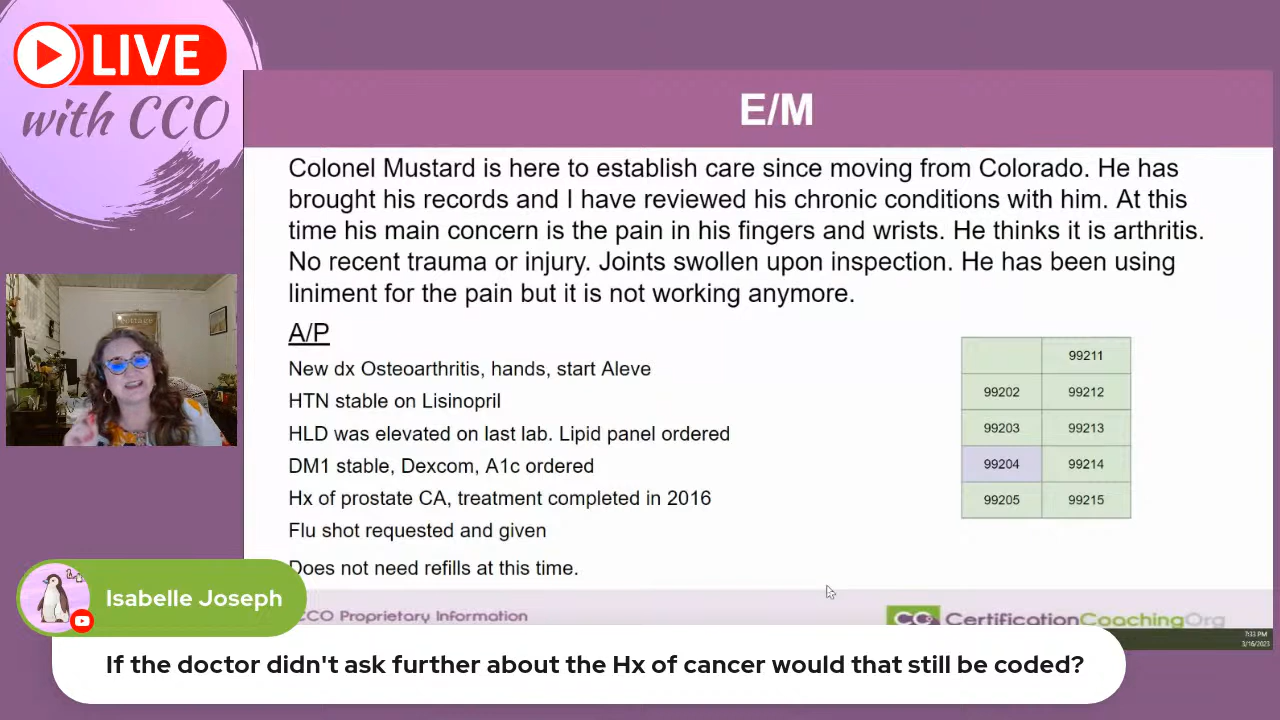 LIVE
with CCO
E/M
Colonel Mustard is here to establish care since moving from Colorado. He has
brought his records and I have reviewed his chronic conditions with him. At this
time his main concern is the pain in his fingers and wrists. He thinks it is arthritis.
No recent trauma or injury. Joints swollen upon inspection. He has been using
liniment for the pain but it is not working anymore.
A/P
New dx Osteoarthritis, hands, start Aleve
HTN stable on Lisinopril
HLD was elevated on last lab. Lipid panel ordered
DM1 stable, Dexcom, A1c ordered
Hx of prostate CA, treatment completed in 2016
Flu shot requested and given
Does not need refills at this time.
99211
99202 99212
99203 99213
99204 99214
99205 99215
CCO Proprietary Information
CertificationCoachingOrg
7:33 PM
3/16/2023
Isabelle Joseph
If the doctor didn't ask further about the Hx of cancer would that still be coded?